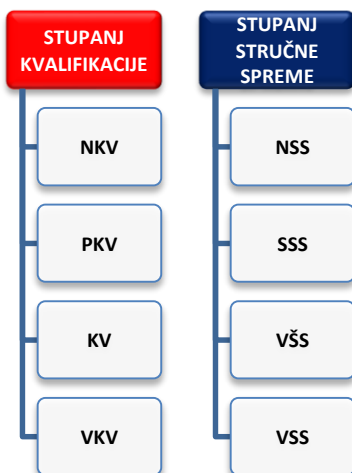 STUPANJ
KVALIFIKACIJE
NKV
PKV
KV
VKV
STUPANJ
STRUČNE
SPREME
NSS
SSS
VŠS
VSS